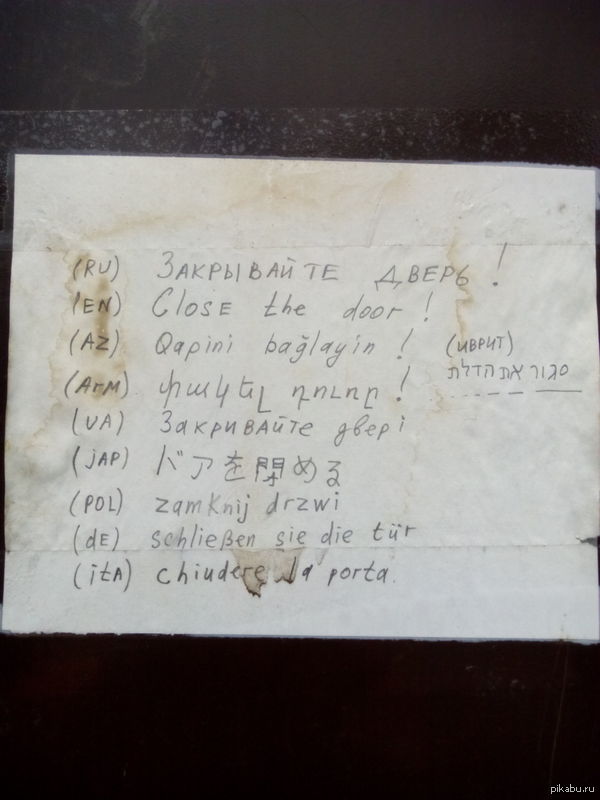 (RU) ЗАКРЫВАЙТЕ ДВЕРЬ !
(EN) Close the door !
(AZ) Qapini bağlayin !
(ArM) փակել դուռը !
(UA) Закривайте двері
(JAP) ドアを閉める
(POL) zamknij drzwi
(dE) schließen sie die tür
(itA) chiudere la porta.
(ИВРИТ)
סגור את הדלת
pikabu.ru